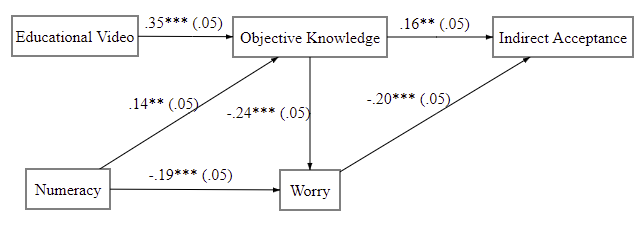 .35*** (.05)
Educational Video
Objective Knowledge
.16** (.05)
Indirect Acceptance
.14** (.05)
-.24*** (.05)
-.20*** (.05)
-.19*** (.05)
Numeracy
Worry